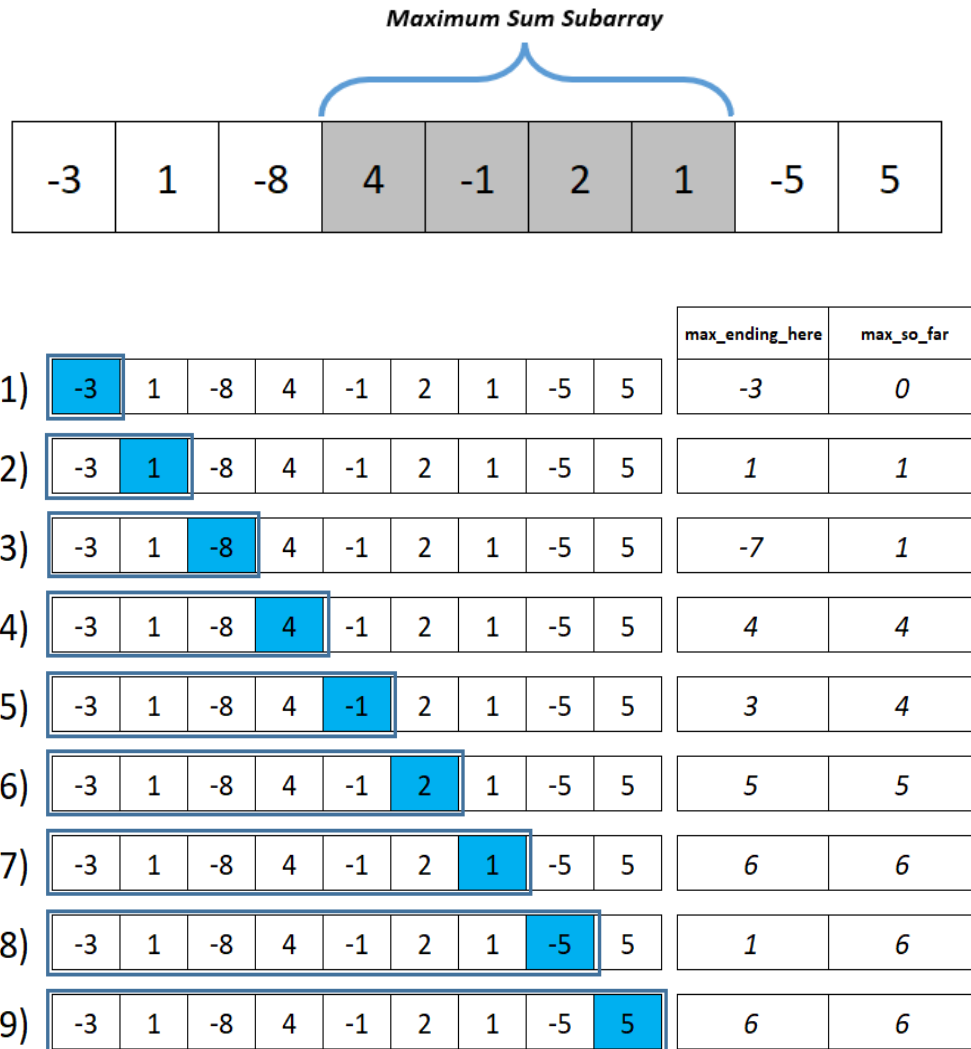 Maximum Sum Subarray
-3 1 -8 4 -1 2 1 -5 5
max_ending_here max_so_far
1) -3 1 -8 4 -1 2 1 -5 5 -3 0
2) -3 1 -8 4 -1 2 1 -5 5 1 1
3) -3 1 -8 4 -1 2 1 -5 5 -7 1
4) -3 1 -8 4 -1 2 1 -5 5 4 4
5) -3 1 -8 4 -1 2 1 -5 5 3 4
6) -3 1 -8 4 -1 2 1 -5 5 5 5
7) -3 1 -8 4 -1 2 1 -5 5 6 6
8) -3 1 -8 4 -1 2 1 -5 5 1 6
9) -3 1 -8 4 -1 2 1 -5 5 6 6